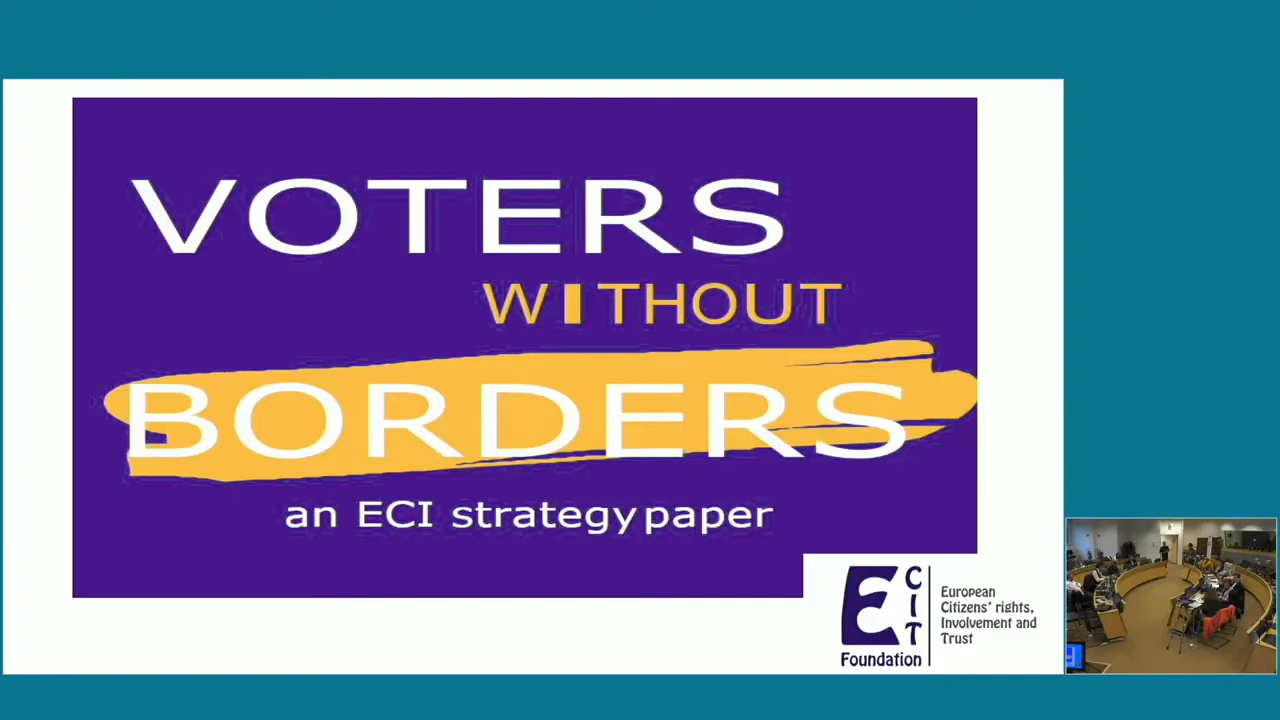 VOTERS
WITHOUT
BORDERS
an ECI strategy paper
ECIT
Foundation
European
Citizens' rights,
Involvement and
Trust